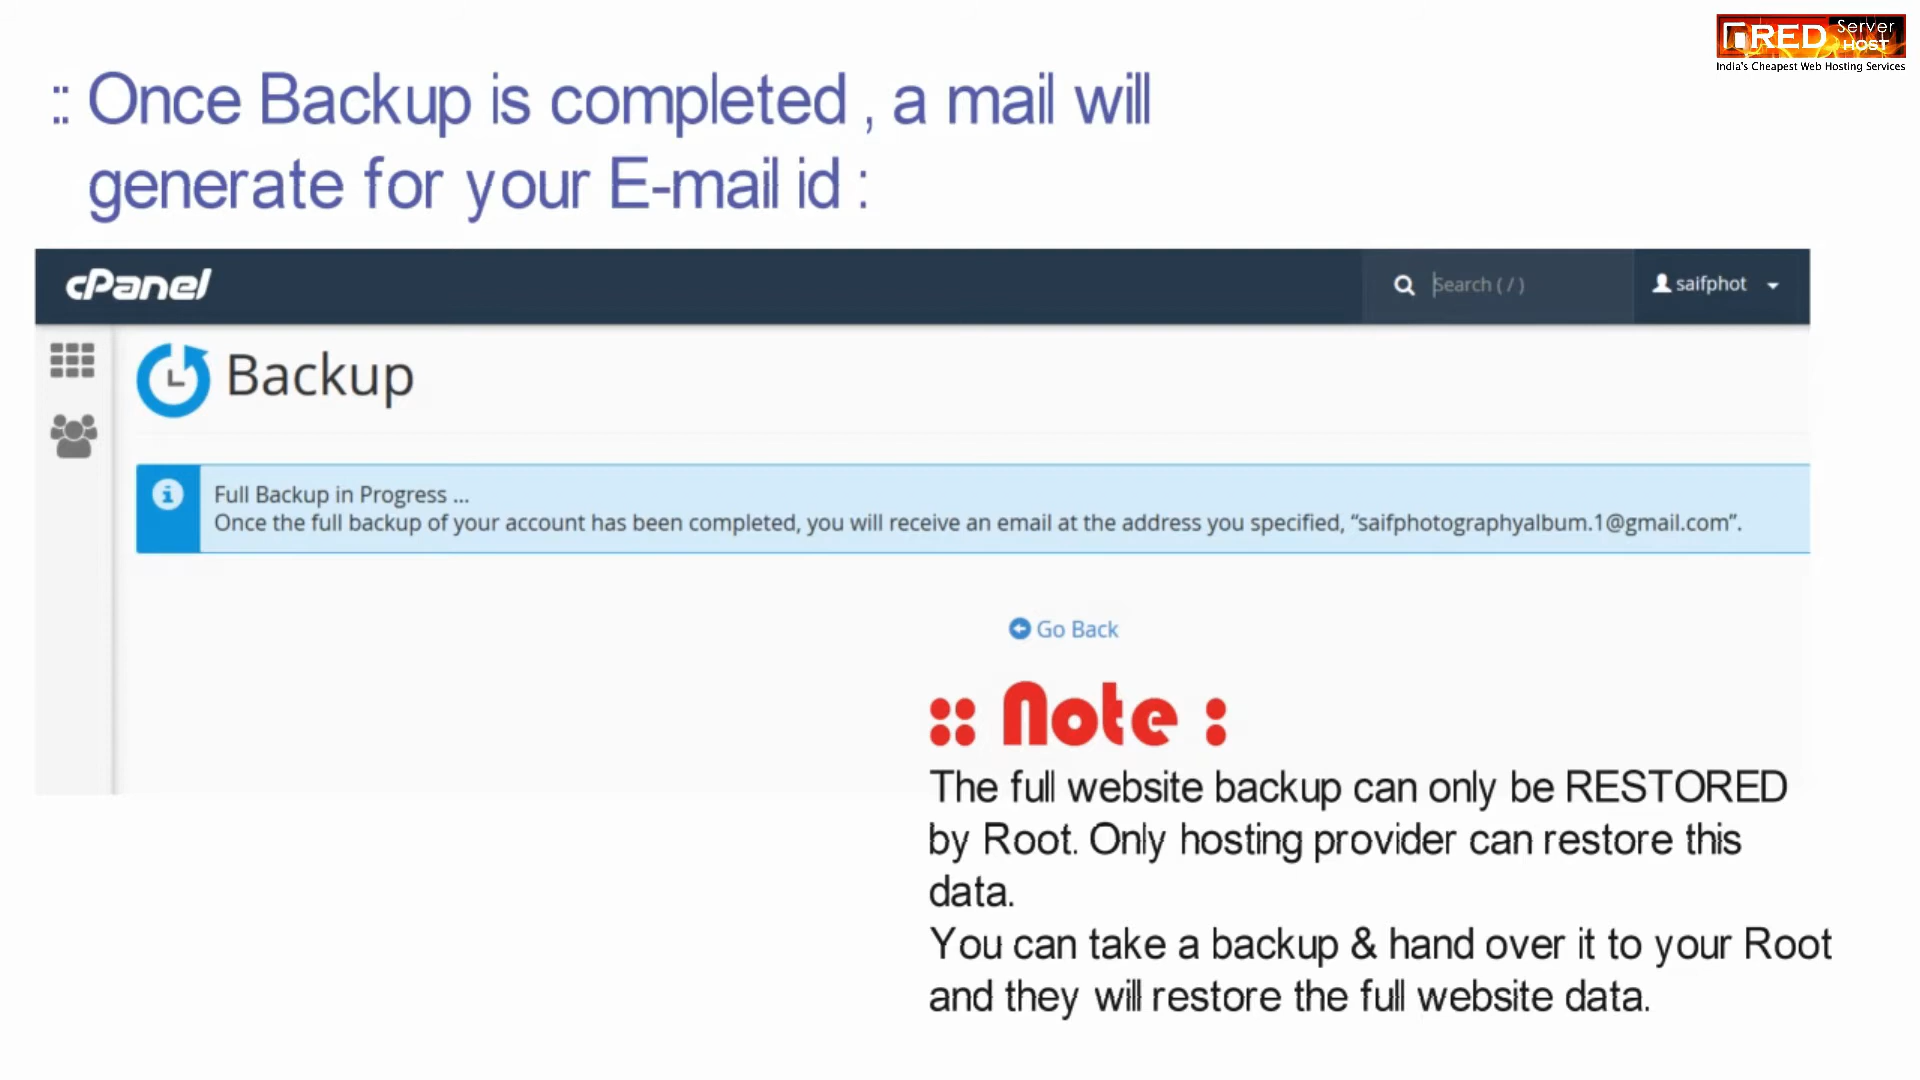 RED Server
HOST
India's Cheapest Web Hosting Services
:: Once Backup is completed , a mail will
generate for your E-mail id :
cPanel
Search ( / )
saifphot
Backup
Full Backup in Progress ...
Once the full backup of your account has been completed, you will receive an email at the address you specified, “saifphotographyalbum.1@gmail.com”.
Go Back
:: Note :
The full website backup can only be RESTORED
by Root. Only hosting provider can restore this
data.
You can take a backup & hand over it to your Root
and they will restore the full website data.